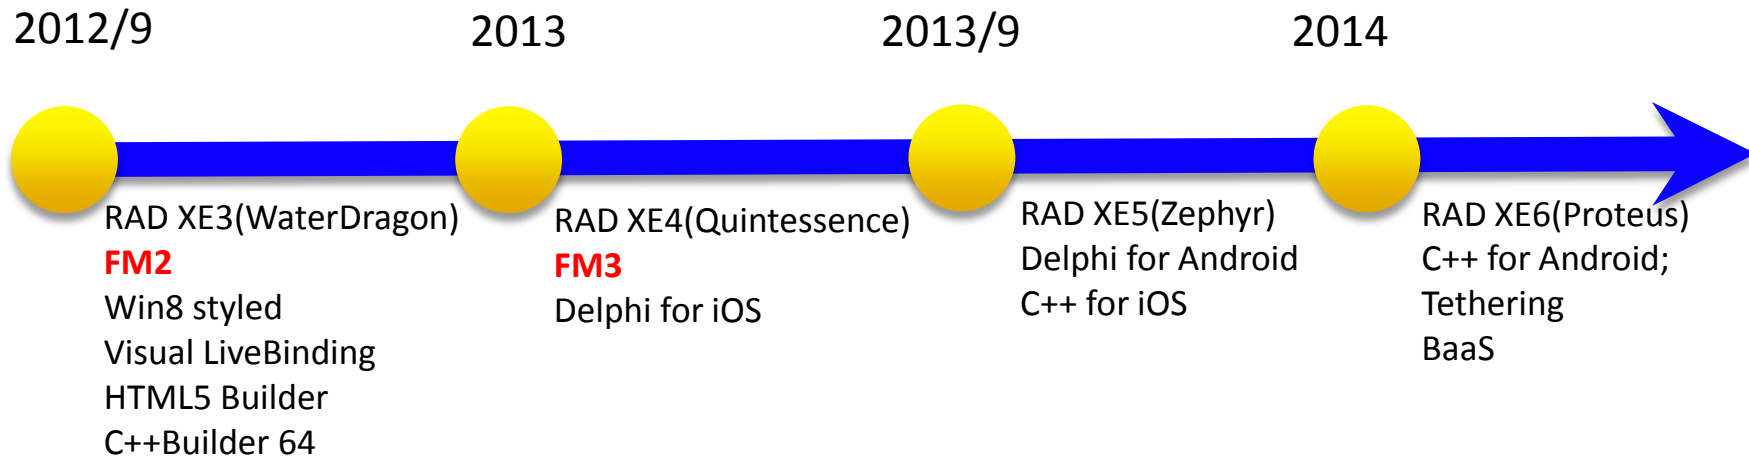 2012/9
2013
2013/9
2014
RAD XE3(WaterDragon)
FM2
Win8 styled
Visual LiveBinding
HTML5 Builder
C++Builder 64
RAD XE4(Quintessence)
FM3
Delphi for iOS
RAD XE5(Zephyr)
Delphi for Android
C++ for iOS
RAD XE6(Proteus)
C++ for Android;
Tethering
BaaS